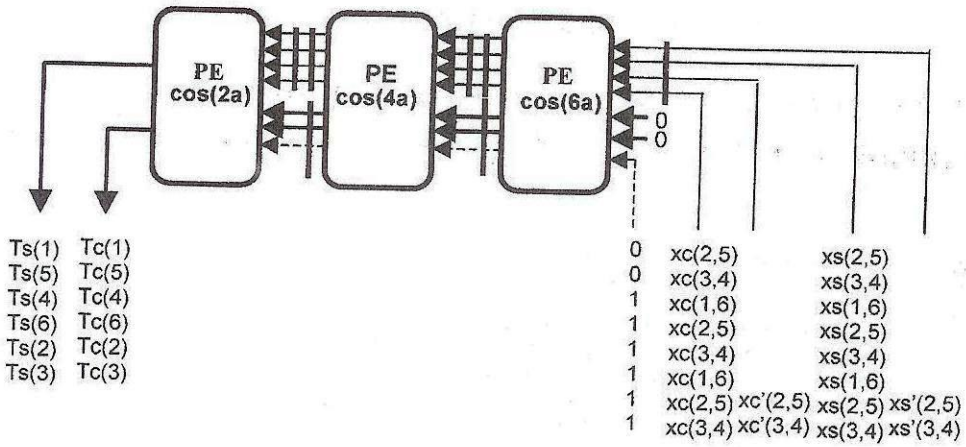 PE
cos(2a)
PE
cos(4a)
PE
cos(6a)
0
0
Ts(1) Tc(1)
Ts(5) Tc(5)
Ts(4) Tc(4)
Ts(6) Tc(6)
Ts(2) Tc(2)
Ts(3) Tc(3)
0 xc(2,5) xs(2,5)
0 xc(3,4) xs(3,4)
1 xc(1,6) xs(1,6)
1 xc(2,5) xs(2,5)
1 xc(3,4) xs(3,4)
1 xc(1,6) xs(1,6)
1 xc(2,5) xc'(2,5) xs(2,5) xs'(2,5)
1 xc(3,4) xc'(3,4) xs(3,4) xs'(3,4)